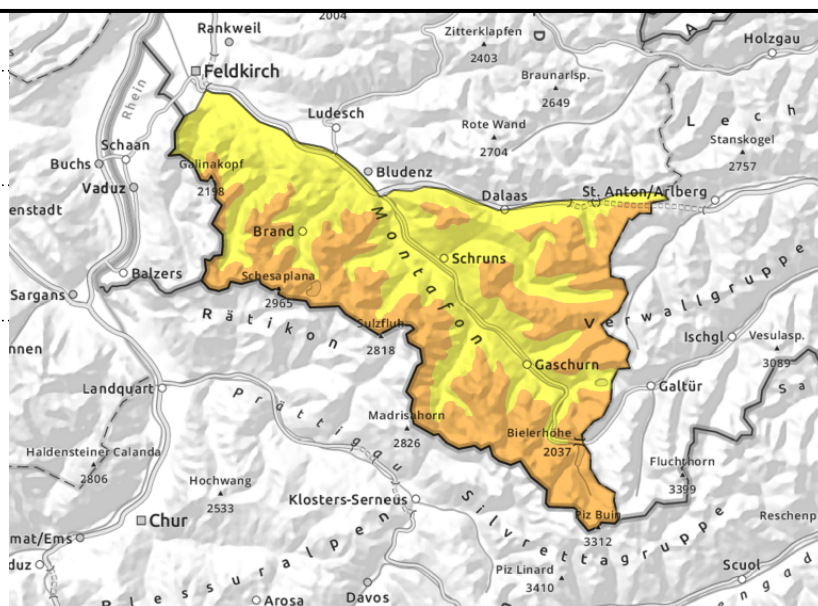 2004
Rankweil
Zitterklapfen
2403
D
A
Holzgau
Feldkirch
Rhein
Braunarlsp.
2649
Ludesch
L e c h
Rote Wand
2704
Stanskogel
2757
Schaan
Buchs
Galinakopf
2198
Bludenz
Vaduz
Dalaas
St. Anton/Arlberg
enstadt
Brand
Montafon
Schruns
Balzers
Schesaplana
2965
Sargans
Rätikon
Sulzfluh
2818
Verwallgruppe
Ischgl
Vesulasp.
3089
nnen
Gaschurn
Landquart
Galtür
Sa
Prättigau
Madrisahorn
2826
Bielerhöhe
2037
Haldensteiner Calanda
2806
Hochwang
2533
Fluchthorn
3399
Klosters-Serneus
Silvrettagruppe
Chur
Piz Buin
3312
Reschenp
mat/Ems
duz
Plessuralpen
Piz Linard
3410
Scuol
engad
Arosa
Davos